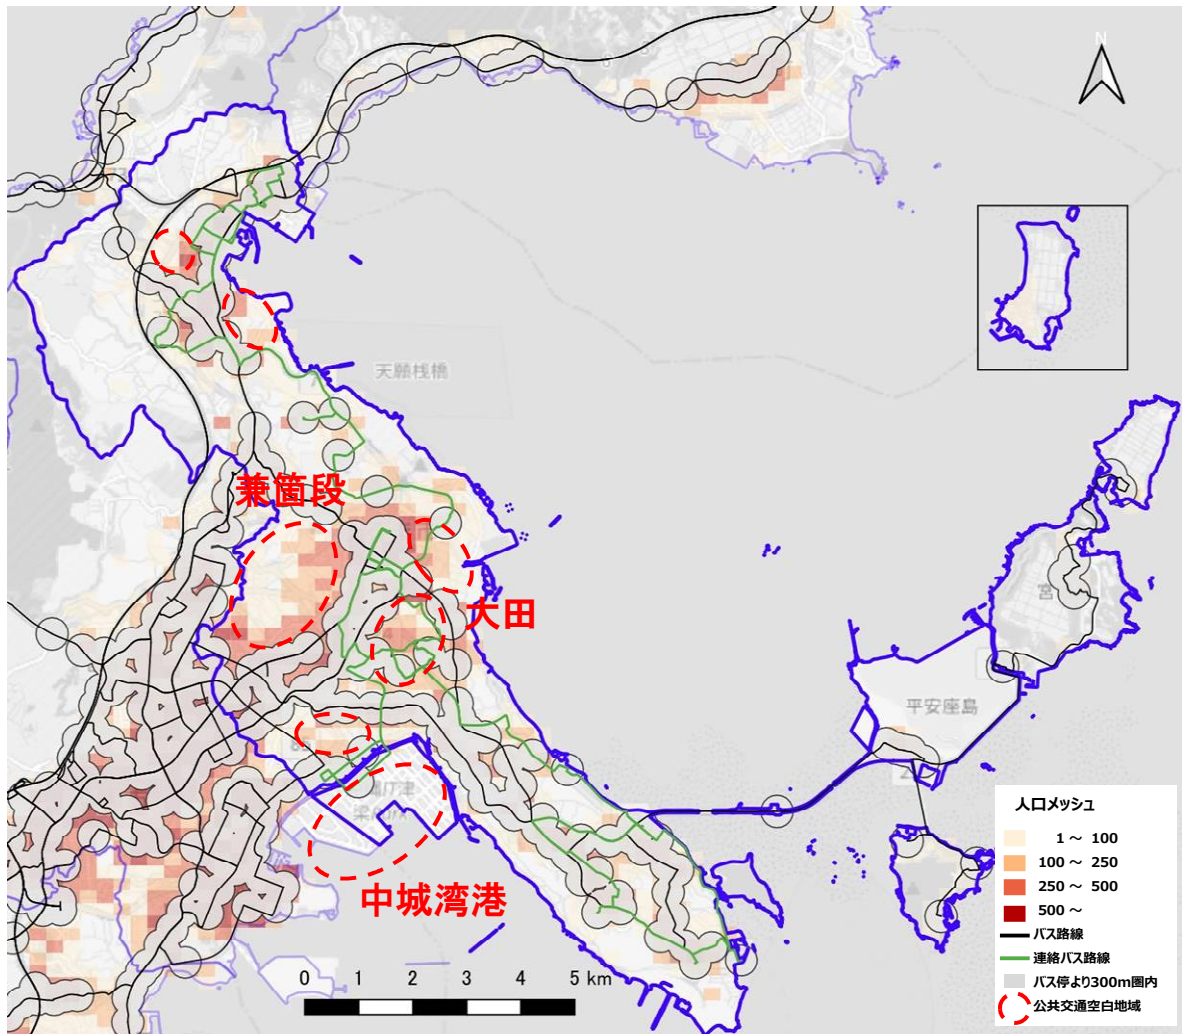 N
天願桟橋
兼箇段
大田
宮
平安座島
中城湾港
0 1 2 3 4 5 km
人口メッシュ
1 ～ 100
100 ～ 250
250 ～ 500
500 ～
バス路線
連絡バス路線
バス停より300m圏内
公共交通空白地域